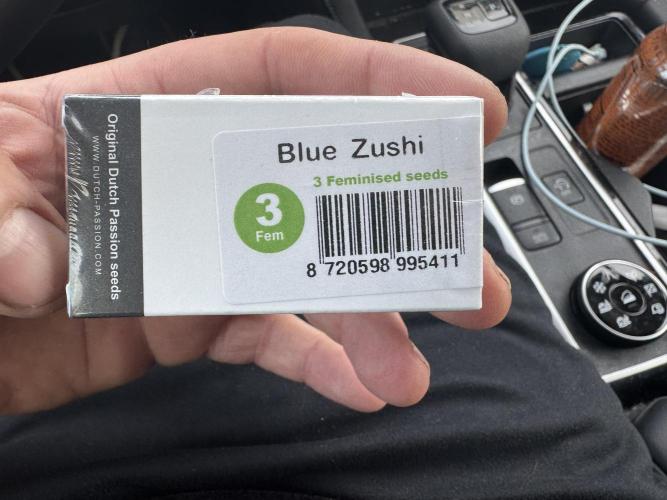 Original Dutch Passion seeds
WWW.DUTCH-PASSION.COM
Blue Zushi
3 Feminised seeds
3
Fem
8 720598 995411